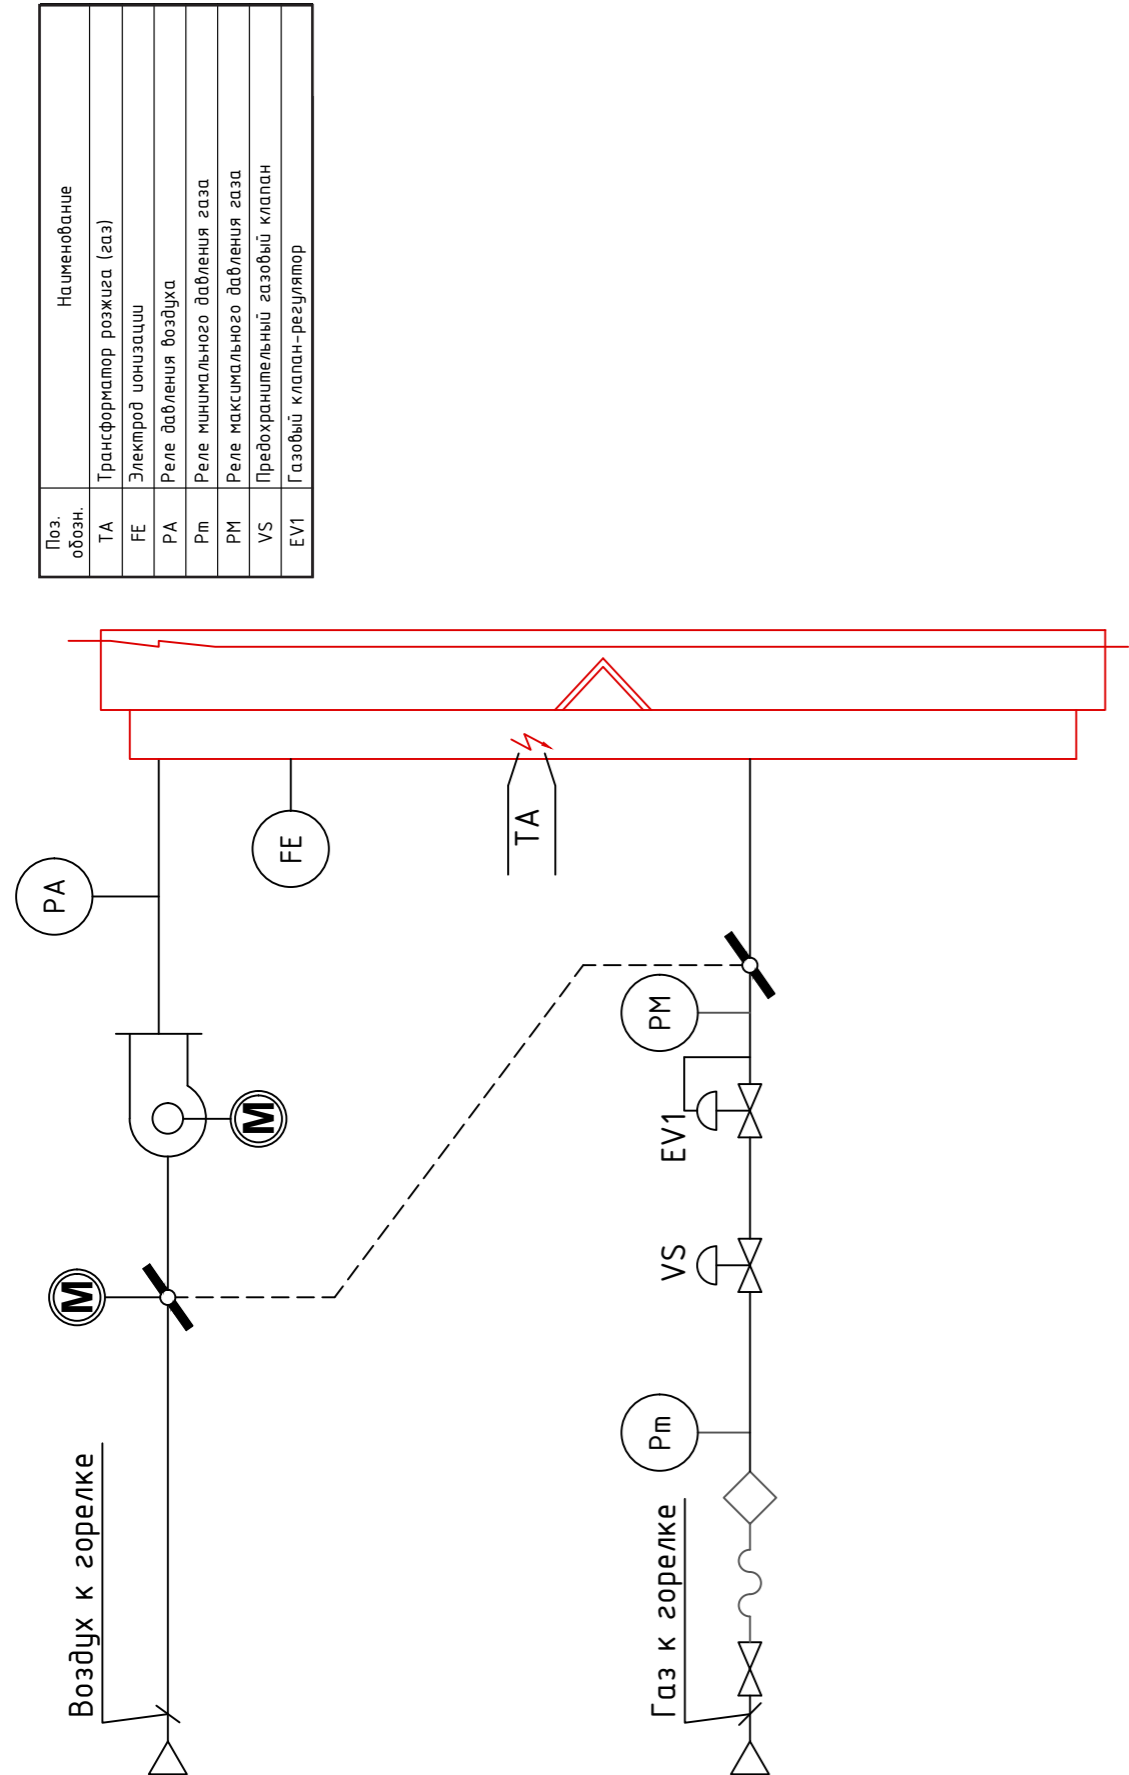 Поз. обозн. Наименование
TA Трансформатор розжига (газ)
FE Электрод ионизации
PA Реле давления воздуха
Pm Реле минимального давления газа
PM Реле максимального давления газа
VS Предохранительный газовый клапан
EV1 Газовый клапан-регулятор
PA
FE
TA
M
M
PM
EV1
VS
Pm
Воздух к горелке
Газ к горелке